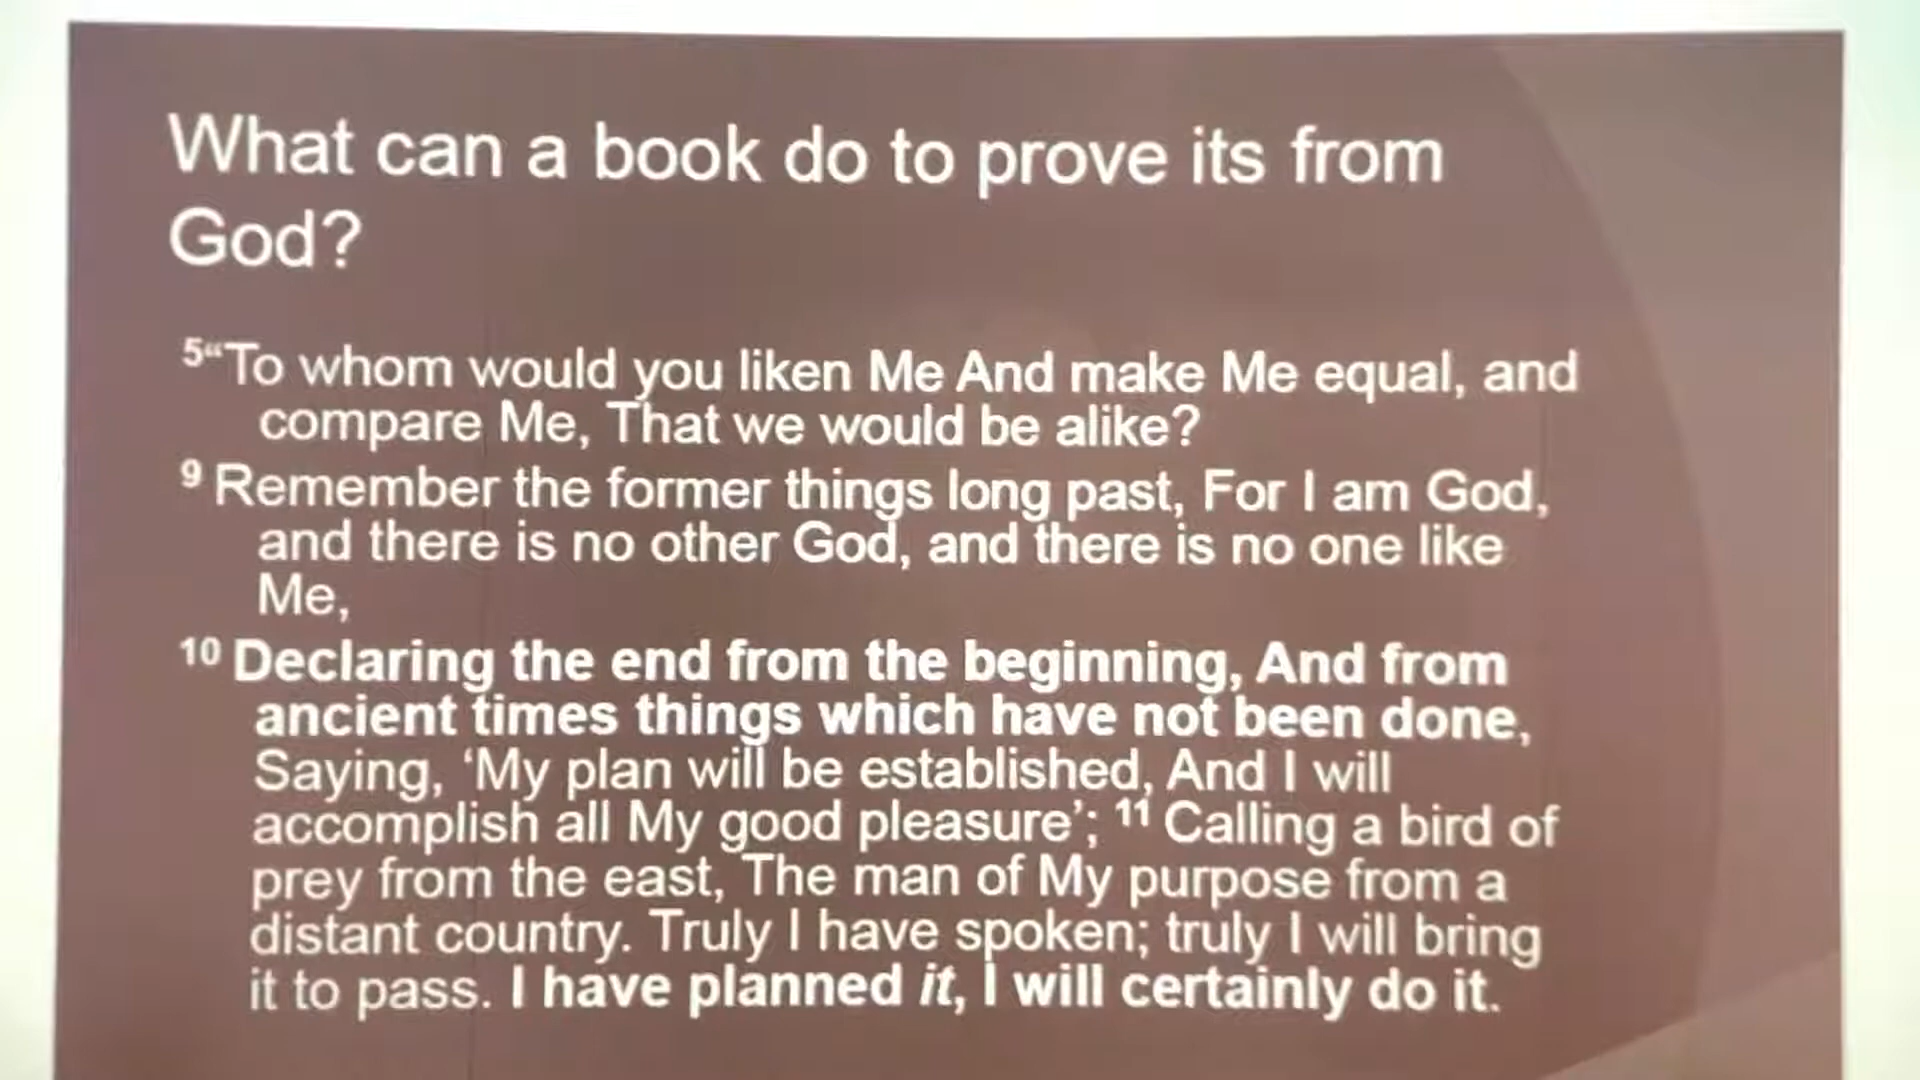 What can a book do to prove its from
God?
5“To whom would you liken Me And make Me equal, and
compare Me, That we would be alike?
9 Remember the former things long past, For I am God,
and there is no other God, and there is no one like
Me,
10 Declaring the end from the beginning, And from
ancient times things which have not been done,
Saying, ‘My plan will be established, And I will
accomplish all My good pleasure’; 11 Calling a bird of
prey from the east, The man of My purpose from a
distant country. Truly I have spoken; truly I will bring
it to pass. I have planned it, I will certainly do it.